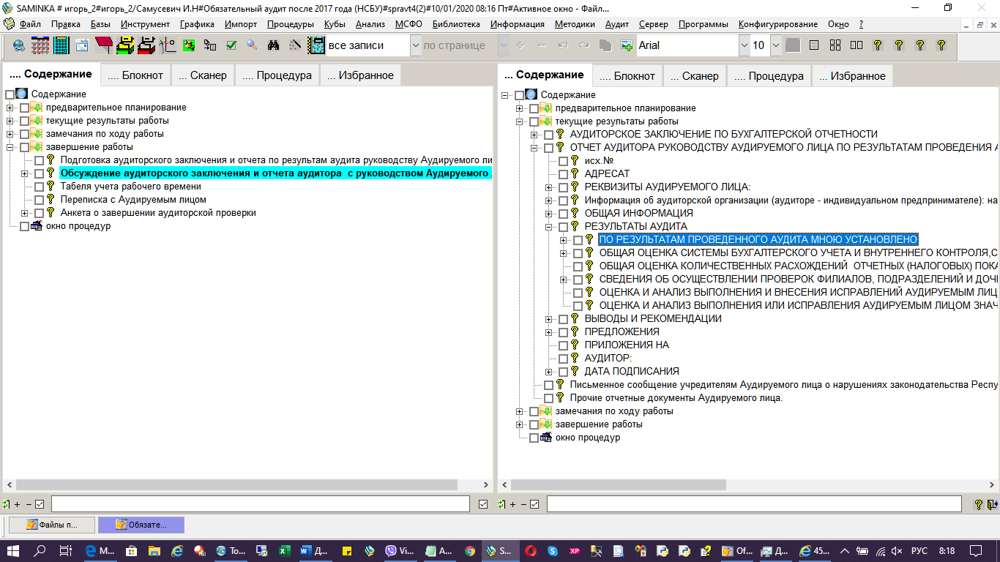 SAMINKA # игорь_2#игорь_2/Самусевич И.Н#Обязательный аудит после 2017 года (НСБУ)#spravt4(2)#10/01/2020 08:16 Пт#Активное окно - Файл...
Файл Правка Базы Инструмент Графика Импорт Процедуры Кубы Анализ МСФО Библиотека Информация Методики Аудит Сервер Программы Конфигурирование Окно ?
все записи по странице Arial 10
.... Содержание .... Блокнот ... Сканер .... Процедура ... Избранное
Содержание
предварительное планирование
текущие результаты работы
замечания по ходу работы
завершение работы
Подготовка аудиторского заключения и отчета по результам аудита руководству Аудируемого ли
Обсуждение аудиторского заключения и отчета аудитора с руководством Аудируемого
Табеля учета рабочего времени
Переписка с Аудируемым лицом
Анкета о завершении аудиторской проверки
окно процедур
... Содержание .... Блокнот ... Сканер .... Процедура ... Избранное
Содержание
предварительное планирование
текущие результаты работы
АУДИТОРСКОЕ ЗАКЛЮЧЕНИЕ ПО БУХГАЛТЕРСКОЙ ОТЧЕТНОСТИ
ОТЧЕТ АУДИТОРА РУКОВОДСТВУ АУДИРУЕМОГО ЛИЦА ПО РЕЗУЛЬТАТАМ ПРОВЕДЕНИЯ А
исх.№
АДРЕСАТ
РЕКВИЗИТЫ АУДИРУЕМОГО ЛИЦА:
Информация об аудиторской организации (аудиторе - индивидуальном предпринимателе): на
ОБЩАЯ ИНФОРМАЦИЯ
РЕЗУЛЬТАТЫ АУДИТА
ПО РЕЗУЛЬТАТАМ ПРОВЕДЕННОГО АУДИТА МНОЮ УСТАНОВЛЕНО
ОБЩАЯ ОЦЕНКА СИСТЕМЫ БУХГАЛТЕРСКОГО УЧЕТА И ВНУТРЕННЕГО КОНТРОЛЯ,С
ОБЩАЯ ОЦЕНКА КОЛИЧЕСТВЕННЫХ РАСХОЖДЕНИЙ ОТЧЕТНЫХ (НАЛОГОВЫХ) ПОКА
СВЕДЕНИЯ ОБ ОСУЩЕСТВЛЕНИИ ПРОВЕРОК ФИЛИАЛОВ, ПОДРАЗДЕЛЕНИЙ И ДОЧЕ
ОЦЕНКА И АНАЛИЗ ВЫПОЛНЕНИЯ И ВНЕСЕНИЯ ИСПРАВЛЕНИЙ АУДИРУЕМЫМ ЛИЦ
ОЦЕНКА И АНАЛИЗ ВЫПОЛНЕНИЯ ИЛИ ИСПРАВЛЕНИЯ АУДИРУЕМЫМ ЛИЦОМ ЗНАЧ
ВЫВОДЫ И РЕКОМЕНДАЦИИ
ПРЕДЛОЖЕНИЯ
ПРИЛОЖЕНИЯ НА
АУДИТОР:
ДАТА ПОДПИСАНИЯ
Письменное сообщение учредителям Аудируемого лица о нарушениях законодательства Респу
Прочие отчетные документы Аудируемого лица.
замечания по ходу работы
завершение работы
окно процедур
Файлы п... Обязате...
M... To... Д... Vi... A... S... XP Of... Д... 45... РУС 8:18